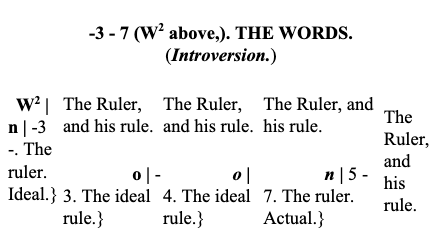 -3 - 7 (W² above,). THE WORDS.
(Introversion.)
W² |
n | -3
-. The
ruler.
Ideal.}
The Ruler,
and his rule.
o | -
3. The ideal
rule.}
The Ruler,
and his rule.
o |
4. The ideal
rule.}
The Ruler, and
his rule.
n | 5 -
7. The ruler.
Actual.}
The
Ruler,
and
his
rule.